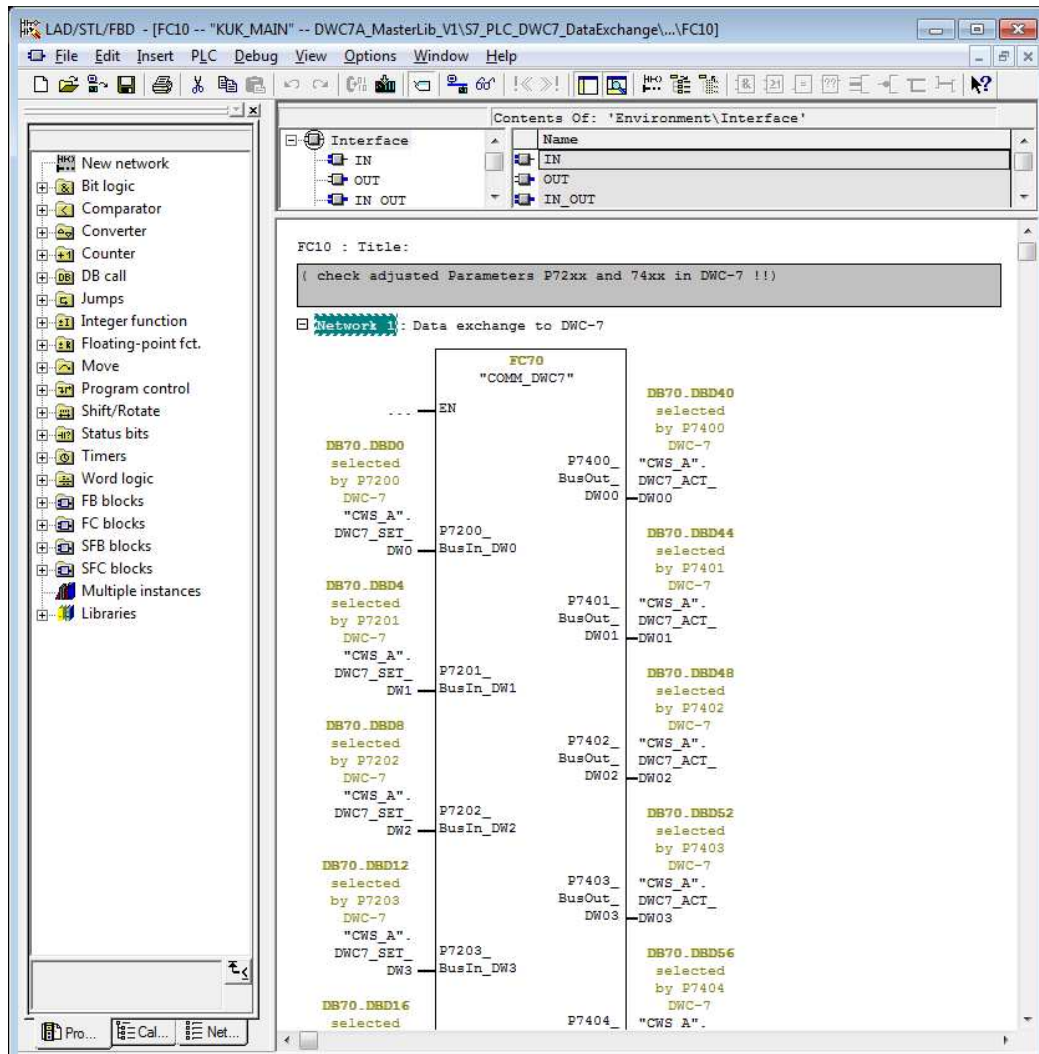 LAD/STL/FBD - [FC10 -- "KUK_MAIN" -- DWC7A_MasterLib_V1\S7_PLC_DWC7_DataExchange\...\FC10]
File Edit Insert PLC Debug View Options Window Help
New network
Bit logic
Comparator
Converter
Counter
DB call
Jumps
Integer function
Floating-point fct.
Move
Program control
Shift/Rotate
Status bits
Timers
Word logic
FB blocks
FC blocks
SFB blocks
SFC blocks
Multiple instances
Libraries
Pro... Cal... Net...
Contents Of: 'Environment\Interface'
Interface
IN
OUT
IN OUT
Name
IN
OUT
IN_OUT
FC10 : Title:
( check adjusted Parameters P72xx and 74xx in DWC-7 !!)
Network 1: Data exchange to DWC-7
FC70
"COMM_DWC7"
... EN
DB70.DBD0
selected
by P7200
DWC-7
"CWS_A".
DWC7_SET_
DW0
P7200_
BusIn_DW0
DB70.DBD4
selected
by P7201
DWC-7
"CWS_A".
DWC7_SET_
DW1
P7201_
BusIn_DW1
DB70.DBD8
selected
by P7202
DWC-7
"CWS_A".
DWC7_SET_
DW2
P7202_
BusIn_DW2
DB70.DBD12
selected
by P7203
DWC-7
"CWS_A".
DWC7_SET_
DW3
P7203_
BusIn_DW3
DB70.DBD16
selected
P7400_
BusOut_
DW00
DB70.DBD40
selected
by P7400
DWC-7
"CWS_A".
DWC7_ACT_
DW00
P7401_
BusOut_
DW01
DB70.DBD44
selected
by P7401
DWC-7
"CWS_A".
DWC7_ACT_
DW01
P7402_
BusOut_
DW02
DB70.DBD48
selected
by P7402
DWC-7
"CWS_A".
DWC7_ACT_
DW02
P7403_
BusOut_
DW03
DB70.DBD52
selected
by P7403
DWC-7
"CWS_A".
DWC7_ACT_
DW03
P7404_
DB70.DBD56
selected
by P7404
DWC-7
"CWS A".